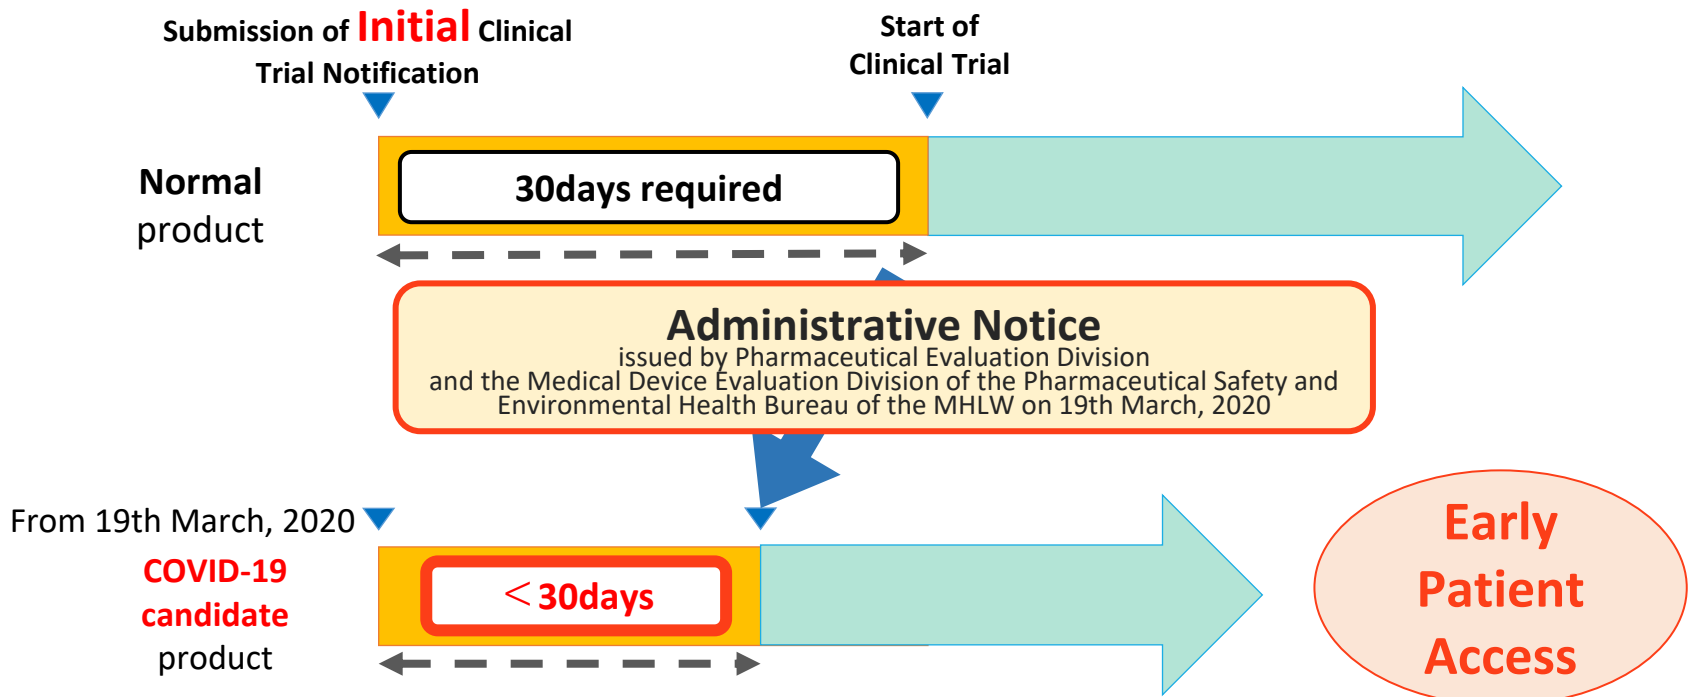 Submission of Initial Clinical
Trial Notification
Start of
Clinical Trial
Normal
product
30days required
Administrative Notice
issued by Pharmaceutical Evaluation Division
and the Medical Device Evaluation Division of the Pharmaceutical Safety and
Environmental Health Bureau of the MHLW on 19th March, 2020
From 19th March, 2020
COVID-19
candidate
product
＜30days
Early
Patient
Access